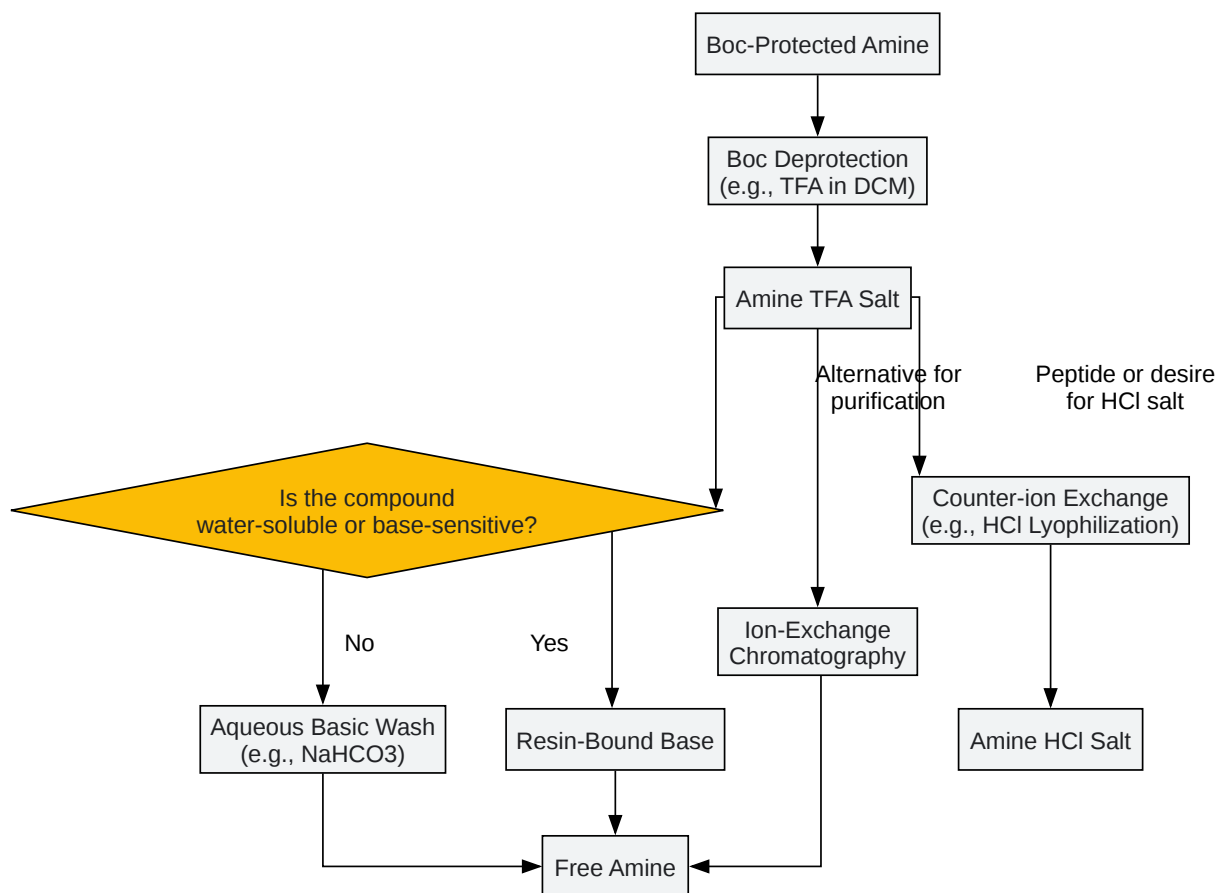 Boc-Protected Amine
Boc Deprotection
(e.g., TFA in DCM)
Amine TFA Salt
Alternative for
purification
Peptide or desire
for HCl salt
Is the compound
water-soluble or base-sensitive?
Counter-ion Exchange
(e.g., HCl Lyophilization)
No
Yes
Ion-Exchange
Chromatography
Aqueous Basic Wash
(e.g., NaHCO3)
Resin-Bound Base
Amine HCl Salt
Free Amine